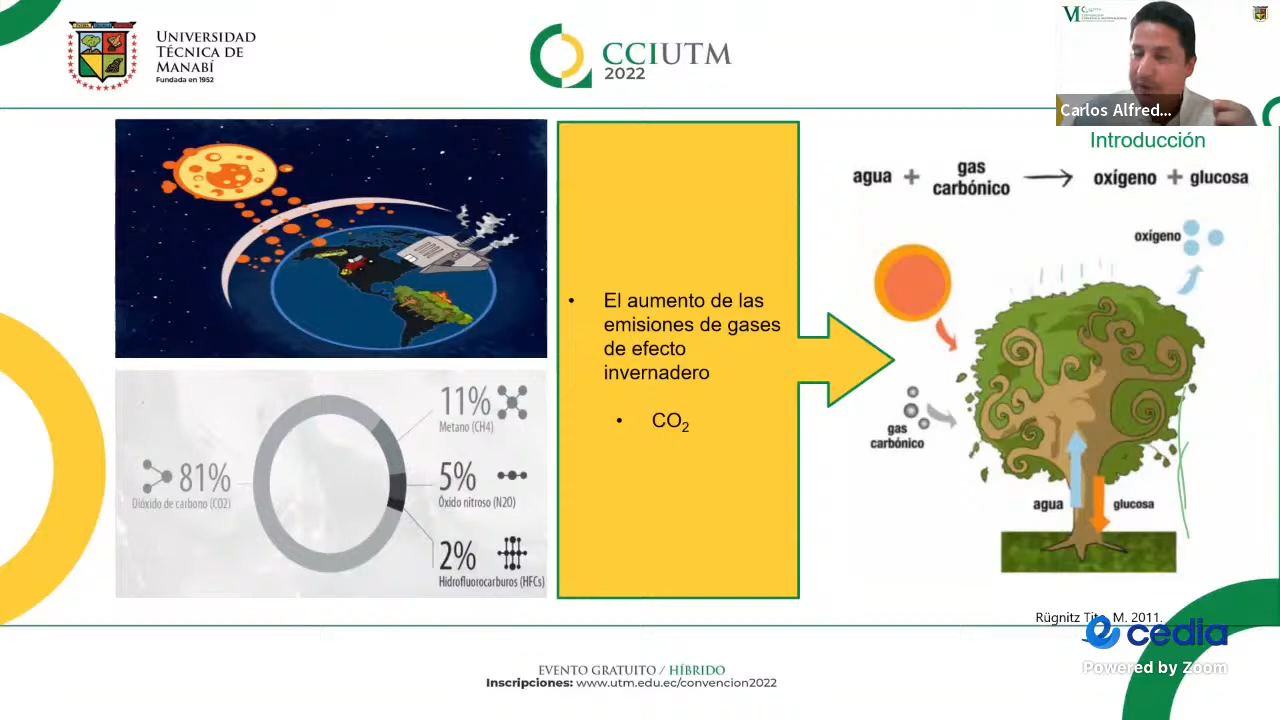 UNIVERSIDAD
TÉCNICA DE
MANABÍ
Fundada en 1952
CCIUTM
2022
Carlos Alfred...
Introducción
agua + gas carbónico → oxígeno + glucosa
oxígeno
gas
carbónico
agua
glucosa
El aumento de las
emisiones de gases
de efecto
invernadero
CO₂
11%
Metano (CH4)
81%
Dióxido de carbono (CO2)
5%
Óxido nitroso (N2O)
2%
Hidrofluorocarburos (HFCs)
Rügnitz Tito, M. 2011.
cedia
Powered by Zoom
EVENTO GRATUITO / HÍBRIDO
Inscripciones: www.utm.edu.ec/convencion2022